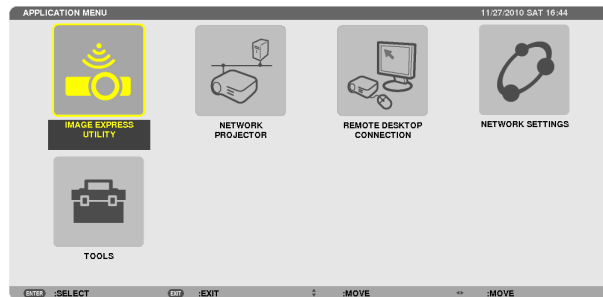 APPLICATION MENU 11/27/2010 SAT 16:44
IMAGE EXPRESS
UTILITY
NETWORK
PROJECTOR
REMOTE DESKTOP
CONNECTION
NETWORK SETTINGS
TOOLS
ENTER :SELECT EXIT :EXIT :MOVE :MOVE